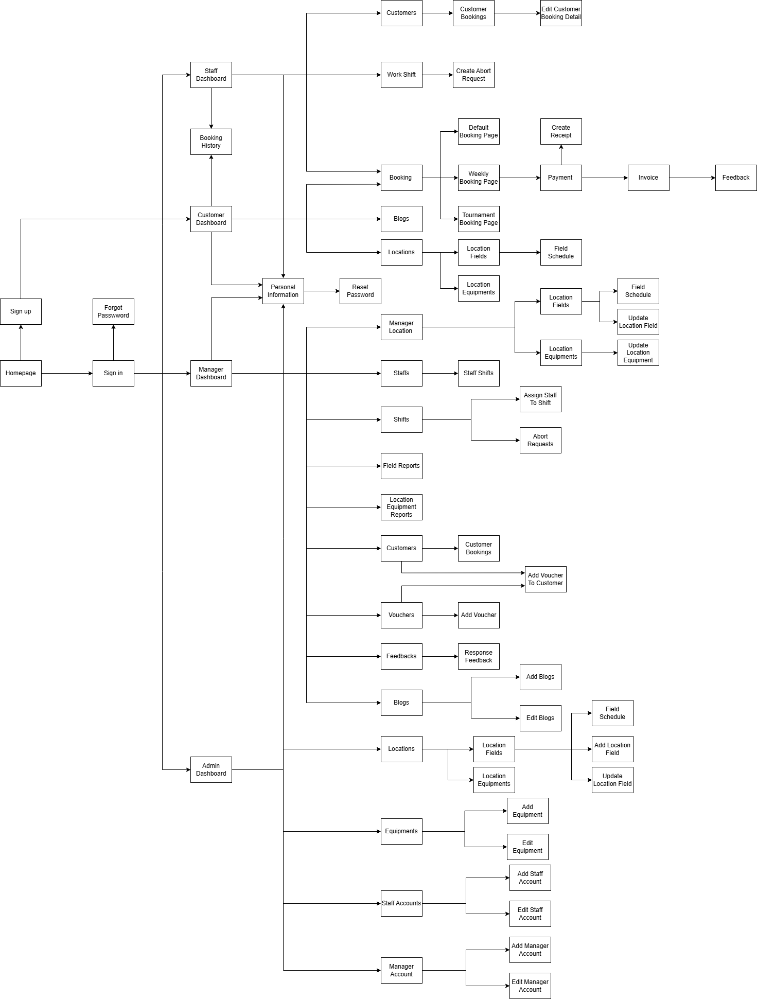 Customers
Customer
Bookings
Edit Customer
Booking Detail
Staff
Dashboard
Work Shift
Create Abort
Request
Booking
History
Default
Booking Page
Create
Receipt
Booking
Weekly
Booking Page
Payment
Invoice
Feedback
Customer
Dashboard
Blogs
Tournament
Booking Page
Locations
Location
Fields
Field
Schedule
Personal
Information
Reset
Password
Location
Equipments
Location
Fields
Field
Schedule
Sign up
Forgot
Passwword
Manager
Location
Update
Location Field
Location
Equipments
Update
Location
Equipment
Homepage
Sign in
Manager
Dashboard
Staffs
Staff Shifts
Assign Staff
To Shift
Shifts
Abort
Requests
Field Reports
Location
Equipment
Reports
Customers
Customer
Bookings
Add Voucher
To Customer
Vouchers
Add Voucher
Feedbacks
Response
Feedback
Add Blogs
Blogs
Edit Blogs
Field
Schedule
Locations
Location
Fields
Add Location
Field
Admin
Dashboard
Location
Equipments
Update
Location Field
Add
Equipment
Equipments
Edit
Equipment
Add Staff
Account
Staff Accounts
Edit Staff
Account
Add Manager
Account
Manager
Account
Edit Manager
Account